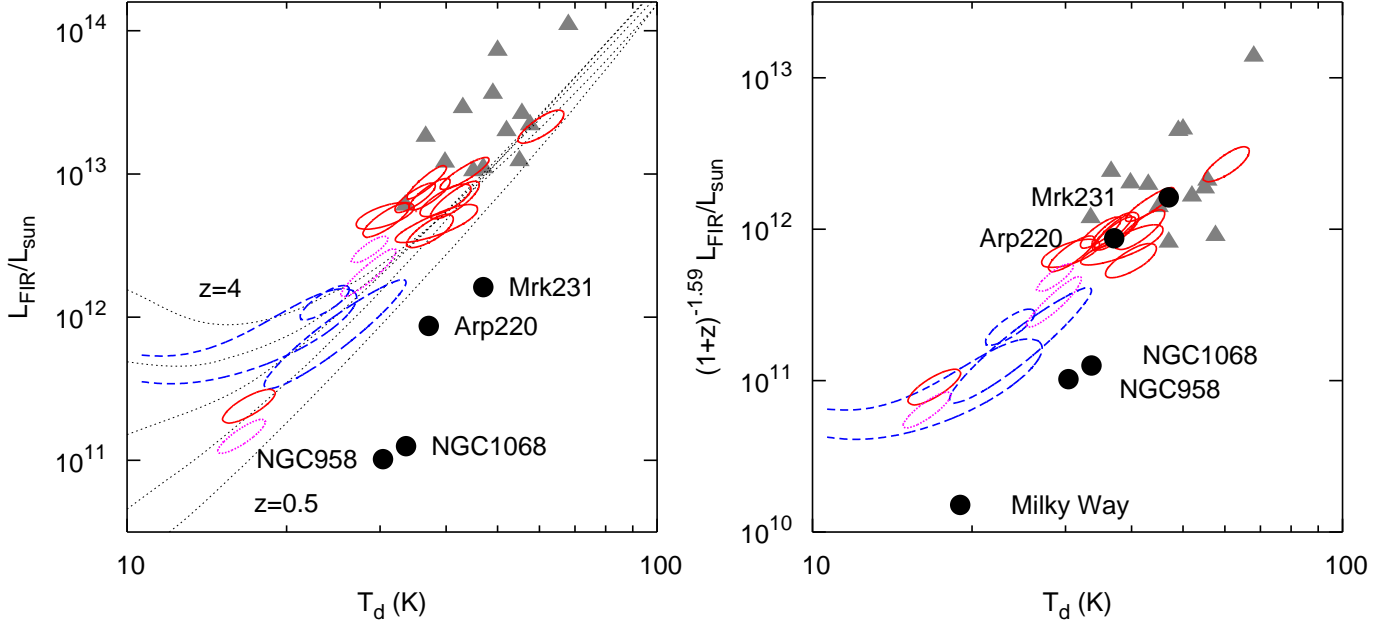 10^14
10^13
10^12
10^11
L_FIR/L_sun
z=4
z=0.5
Mrk231
Arp220
NGC958
NGC1068
10
100
T_d (K)
10^13
10^12
10^11
10^10
(1+z)^-1.59 L_FIR/L_sun
Mrk231
Arp220
NGC1068
NGC958
Milky Way
10
100
T_d (K)